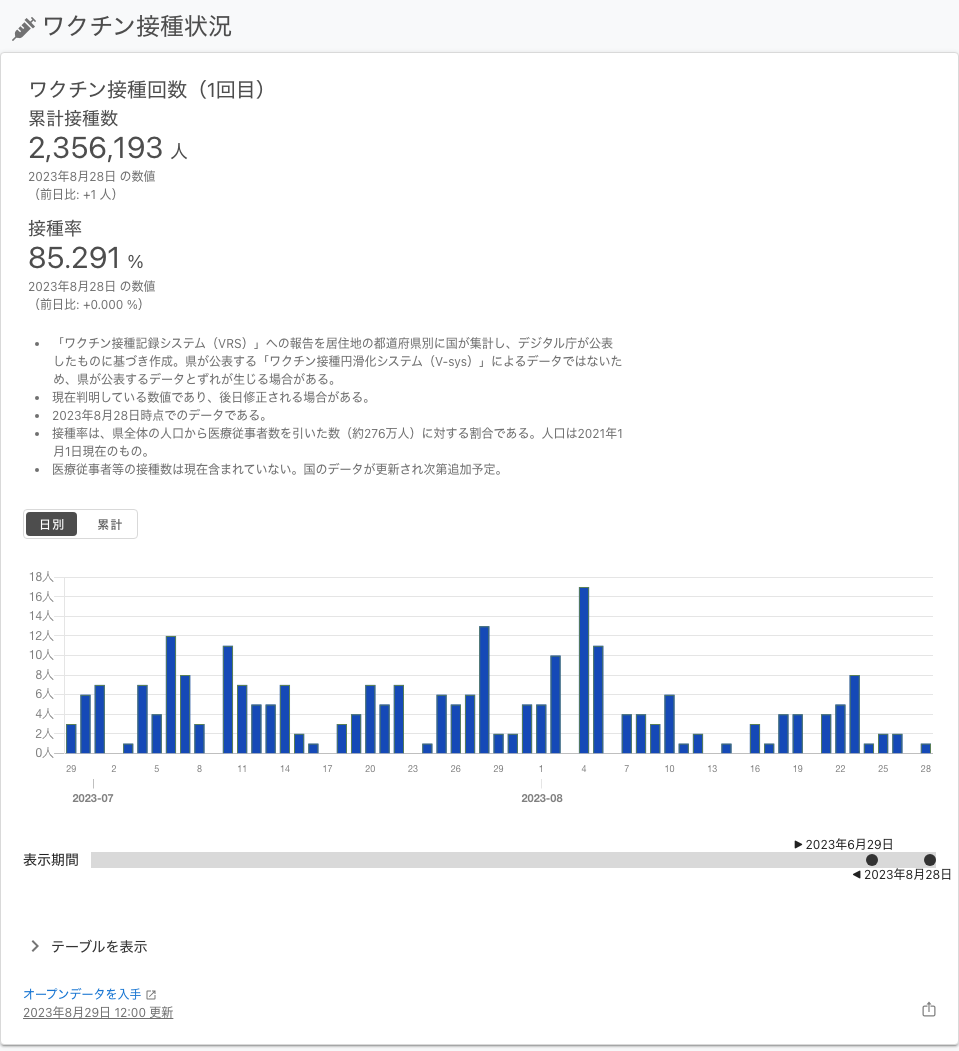 ワクチン接種状況
ワクチン接種回数（1回目）
累計接種数
2,356,193 人
2023年8月28日 の数値
（前日比: +1 人）
接種率
85.291 %
2023年8月28日 の数値
（前日比: +0.000 %）
• 「ワクチン接種記録システム（VRS）」への報告を居住地の都道府県別に国が集計し、デジタル庁が公表
したものに基づき作成。県が公表する「ワクチン接種円滑化システム（V-sys）」によるデータではないた
め、県が公表するデータとずれが生じる場合がある。
• 現在判明している数値であり、後日修正される場合がある。
• 2023年8月28日時点でのデータである。
• 接種率は、県全体の人口から医療従事者数を引いた数（約276万人）に対する割合である。人口は2021年1
月1日現在のもの。
• 医療従事者等の接種数は現在含まれていない。国のデータが更新され次第追加予定。
日別 累計
18人
16人
14人
12人
10人
8人
6人
4人
2人
0人
29 2 5 8 11 14 17 20 23 26 29 1 4 7 10 13 16 19 22 25 28
2023-07 2023-08
▶ 2023年6月29日
表示期間
◀ 2023年8月28日
テーブルを表示
オープンデータを入手
2023年8月29日 12:00 更新